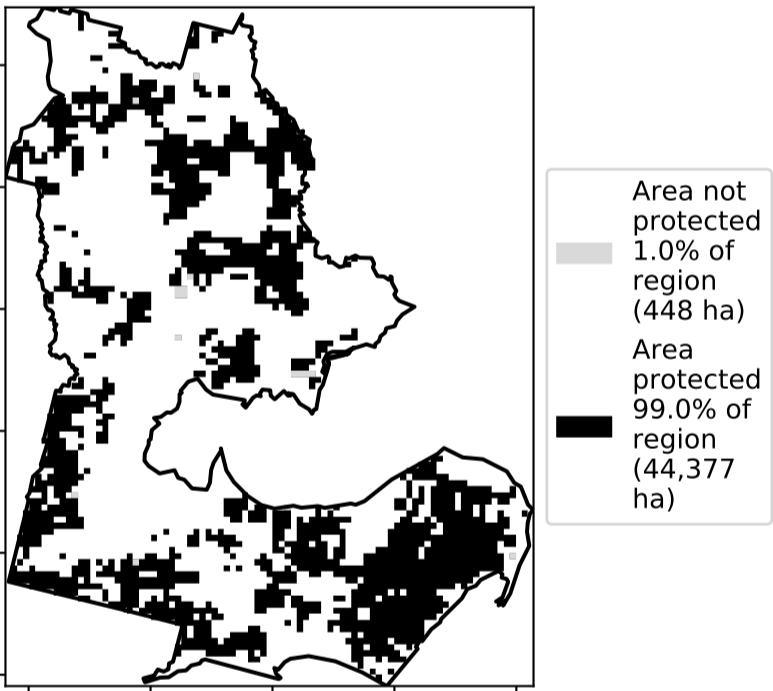 Area not
protected
1.0% of
region
(448 ha)
Area
protected
99.0% of
region
(44,377
ha)